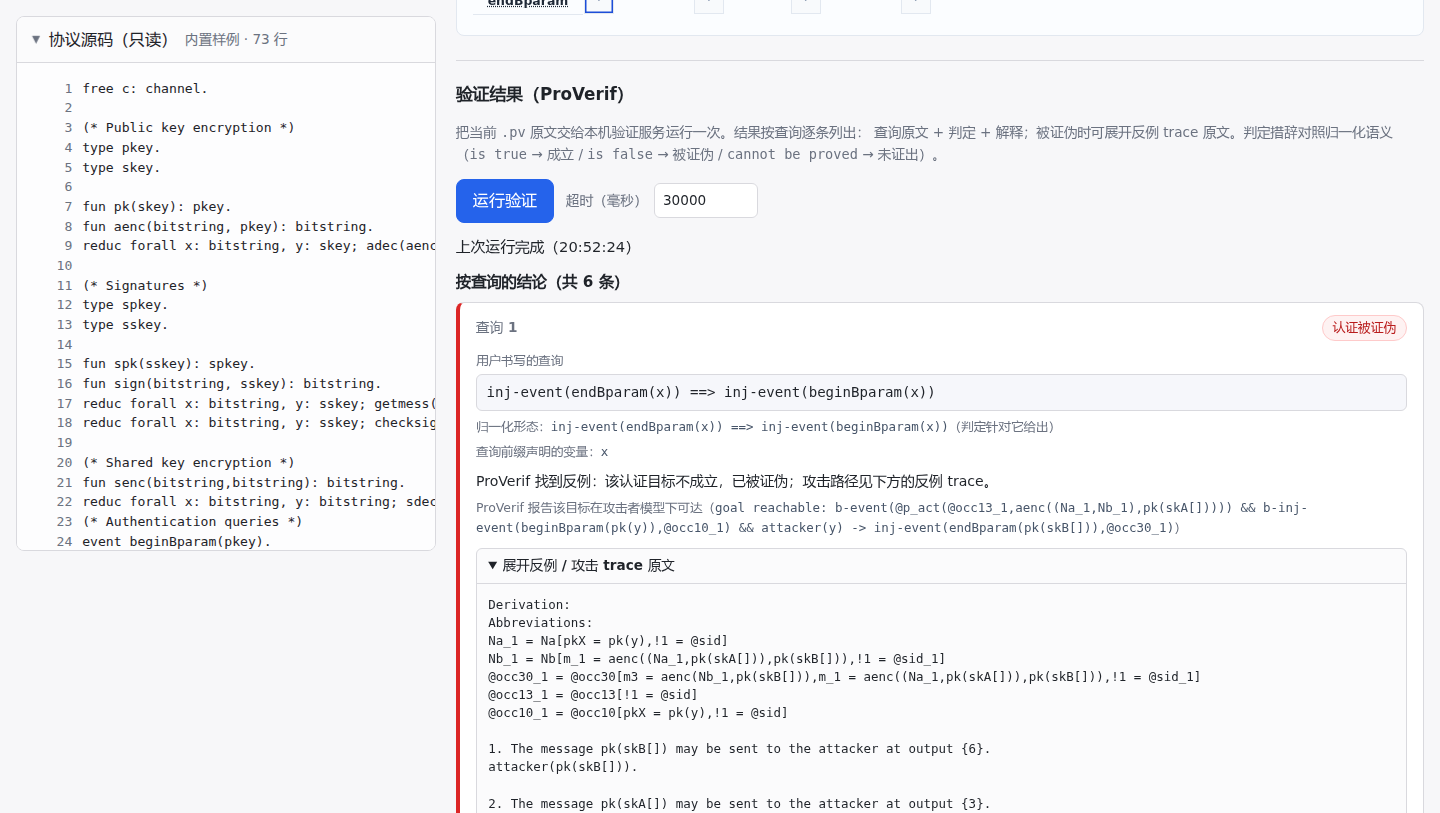 ▼ 协议源码（只读） 内置样例 · 73 行
1 free c: channel.
2
3 (* Public key encryption *)
4 type pkey.
5 type skey.
6
7 fun pk(skey): pkey.
8 fun aenc(bitstring, pkey): bitstring.
9 reduc forall x: bitstring, y: skey; adec(aenc
10
11 (* Signatures *)
12 type spkey.
13 type sskey.
14
15 fun spk(sskey): spkey.
16 fun sign(bitstring, sskey): bitstring.
17 reduc forall x: bitstring, y: sskey; getmess(
18 reduc forall x: bitstring, y: sskey; checksig
19
20 (* Shared key encryption *)
21 fun senc(bitstring,bitstring): bitstring.
22 reduc forall x: bitstring, y: bitstring; sdec
23 (* Authentication queries *)
24 event beginBparam(pkey).
endBparam
验证结果（ProVerif）
把当前 .pv 原文交给本机验证服务运行一次。结果按查询逐条列出： 查询原文 + 判定 + 解释；被证伪时可展开反例 trace 原文。判定措辞对照归一化语义
（is true → 成立 / is false → 被证伪 / cannot be proved → 未证出）。
运行验证 超时（毫秒） 30000
上次运行完成（20:52:24）
按查询的结论（共 6 条）
查询 1 认证被证伪
用户书写的查询
inj-event(endBparam(x)) ==> inj-event(beginBparam(x))
归一化形态：inj-event(endBparam(x)) ==> inj-event(beginBparam(x))（判定针对它给出）
查询前缀声明的变量：x
ProVerif 找到反例：该认证目标不成立，已被证伪；攻击路径见下方的反例 trace。
ProVerif 报告该目标在攻击者模型下可达（goal reachable: b-event(@p_act(@occ13_1,aenc((Na_1,Nb_1),pk(skA[])))) && b-inj-
event(beginBparam(pk(y)),@occ10_1) && attacker(y) -> inj-event(endBparam(pk(skB[])),@occ30_1)）
▼ 展开反例 / 攻击 trace 原文
Derivation:
Abbreviations:
Na_1 = Na[pkX = pk(y),!1 = @sid]
Nb_1 = Nb[m_1 = aenc((Na_1,pk(skA[])),pk(skB[])),!1 = @sid_1]
@occ30_1 = @occ30[m3 = aenc(Nb_1,pk(skB[])),m_1 = aenc((Na_1,pk(skA[])),pk(skB[])),!1 = @sid_1]
@occ13_1 = @occ13[!1 = @sid]
@occ10_1 = @occ10[pkX = pk(y),!1 = @sid]

1. The message pk(skB[]) may be sent to the attacker at output {6}.
attacker(pk(skB[])).

2. The message pk(skA[]) may be sent to the attacker at output {3}.